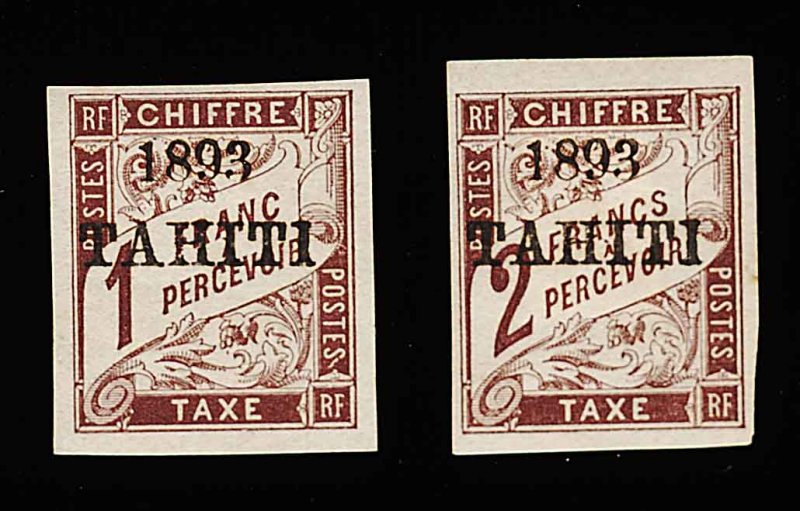 RF CHIFFRE
1893
POSTES
FRANC
TAHITI
1 PERCEVOIR
POSTES
TAXE RF
RF CHIFFRE
1893
POSTES
FRANCS
TAHITI
2 PERCEVOIR
POSTES
TAXE RF